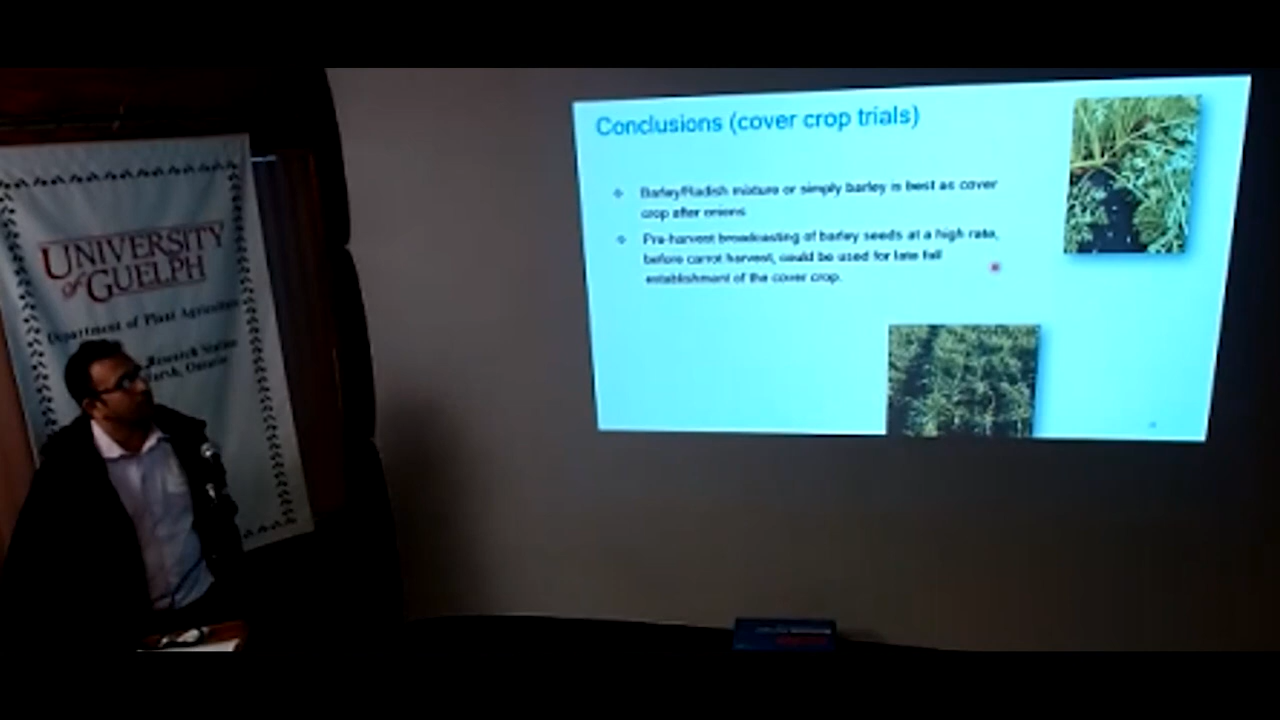 UNIVERSITY
of GUELPH
Department of Plant Agriculture
Research Station
Ontario
Conclusions (cover crop trials)
Barley/Radish mixture or simply barley is best as cover
crop after onions
Pre-harvest broadcasting of barley seeds at a high rate,
before carrot harvest, could be used for late fall
establishment of the cover crop.